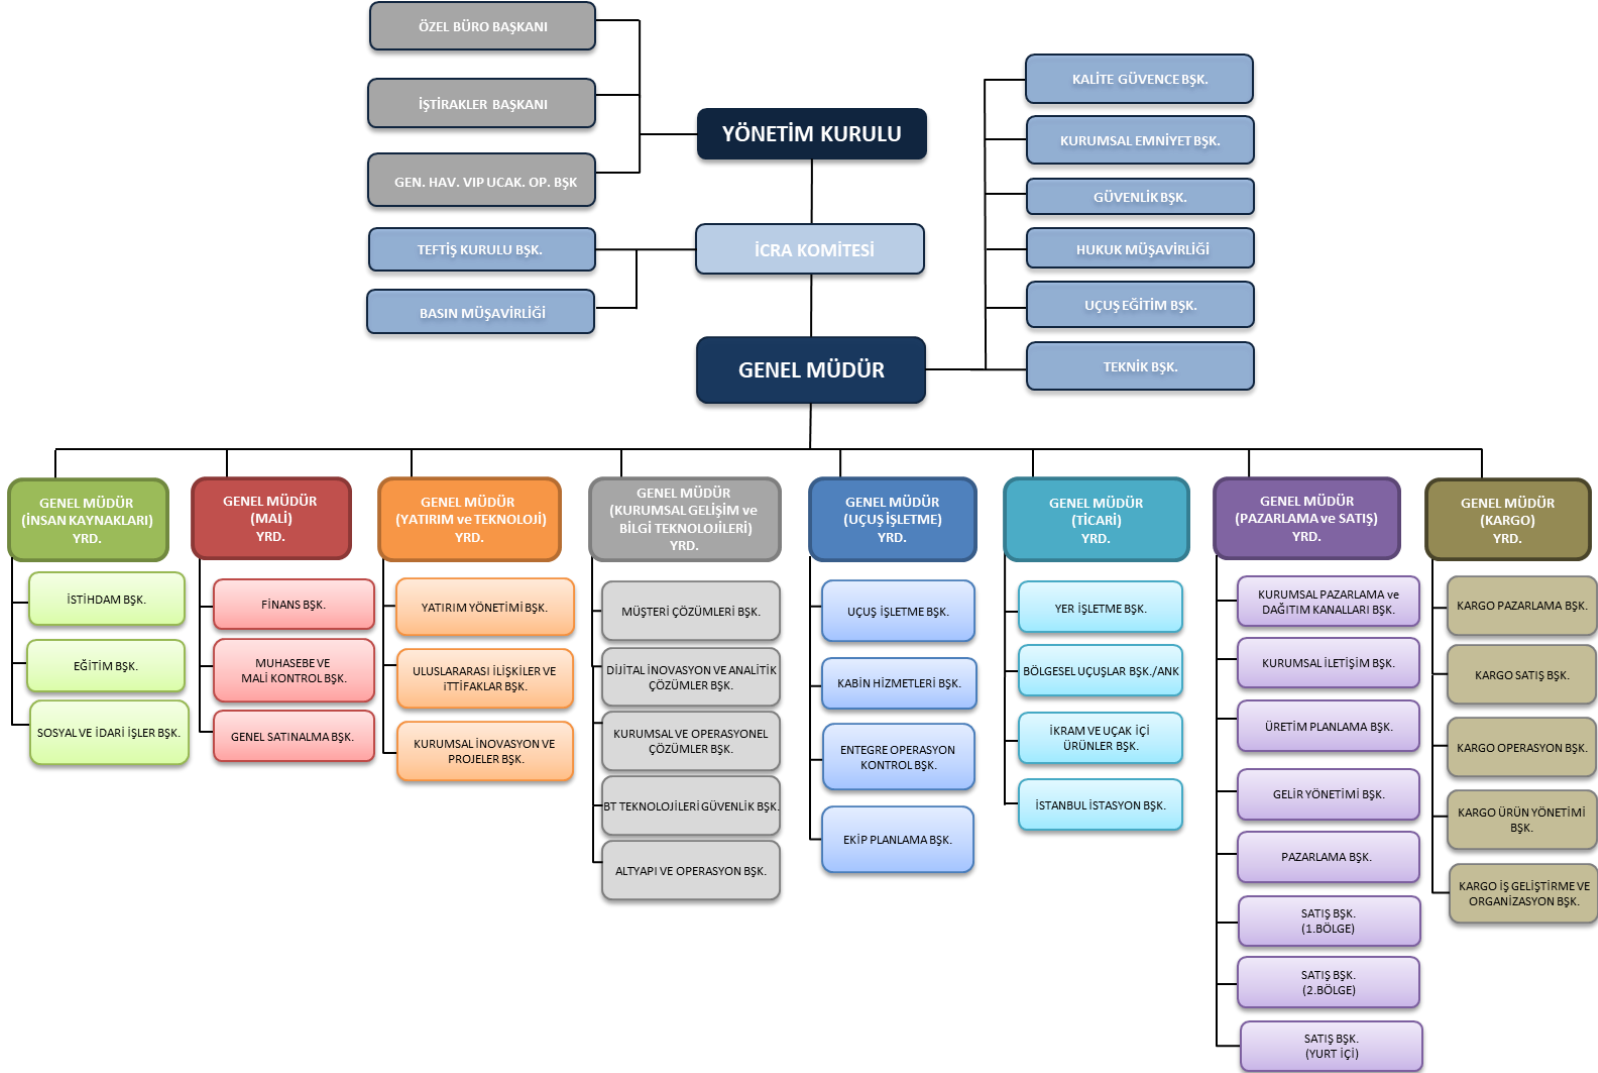 ÖZEL BÜRO BAŞKANI
İŞTİRAKLER BAŞKANI
GEN. HAV. VIP UCAK. OP. BŞK
YÖNETİM KURULU
KALİTE GÜVENCE BŞK.
KURUMSAL EMNİYET BŞK.
GÜVENLİK BŞK.
HUKUK MÜŞAVİRLİĞİ
UÇUŞ EĞİTİM BŞK.
TEKNİK BŞK.
TEFTİŞ KURULU BŞK.
BASIN MÜŞAVİRLİĞİ
İCRA KOMİTESİ
GENEL MÜDÜR
GENEL MÜDÜR
(İNSAN KAYNAKLARI)
YRD.
İSTİHDAM BŞK.
EĞİTİM BŞK.
SOSYAL VE İDARİ İŞLER BŞK.
GENEL MÜDÜR
(MALİ)
YRD.
FİNANS BŞK.
MUHASEBE VE
MALİ KONTROL BŞK.
GENEL SATINALMA BŞK.
GENEL MÜDÜR
(YATIRIM ve TEKNOLOJİ)
YRD.
YATIRIM YÖNETİMİ BŞK.
ULUSLARARASI İLİŞKİLER VE
iTTİFAKLAR BŞK.
KURUMSAL İNOVASYON VE
PROJELER BŞK.
GENEL MÜDÜR
(KURUMSAL GELİŞİM ve
BİLGİ TEKNOLOJİLERİ)
YRD.
MÜŞTERİ ÇÖZÜMLERİ BŞK.
DİJİTAL İNOVASYON VE ANALİTİK
ÇÖZÜMLER BŞK.
KURUMSAL VE OPERASYONEL
ÇÖZÜMLER BŞK.
BT TEKNOLOJİLERİ GÜVENLİK BŞK.
ALTYAPI VE OPERASYON BŞK.
GENEL MÜDÜR
(UÇUŞ İŞLETME)
YRD.
UÇUŞ İŞLETME BŞK.
KABİN HİZMETLERİ BŞK.
ENTEGRE OPERASYON
KONTROL BŞK.
EKİP PLANLAMA BŞK.
GENEL MÜDÜR
(TİCARİ)
YRD.
YER İŞLETME BŞK.
BÖLGESEL UÇUŞLAR BŞK./ANK
İKRAM VE UÇAK İÇİ
ÜRÜNLER BŞK.
İSTANBUL İSTASYON BŞK.
GENEL MÜDÜR
(PAZARLAMA ve SATIŞ)
YRD.
KURUMSAL PAZARLAMA ve
DAĞITIM KANALLARI BŞK.
KURUMSAL İLETİŞİM BŞK.
ÜRETİM PLANLAMA BŞK.
GELİR YÖNETİMİ BŞK.
PAZARLAMA BŞK.
SATIŞ BŞK.
(1.BÖLGE)
SATIŞ BŞK.
(2.BÖLGE)
SATIŞ BŞK.
(YURT İÇİ)
GENEL MÜDÜR
(KARGO)
YRD.
KARGO PAZARLAMA BŞK.
KARGO SATIŞ BŞK.
KARGO OPERASYON BŞK.
KARGO ÜRÜN YÖNETİMİ
BŞK.
KARGO İŞ GELİŞTİRME VE
ORGANİZASYON BŞK.